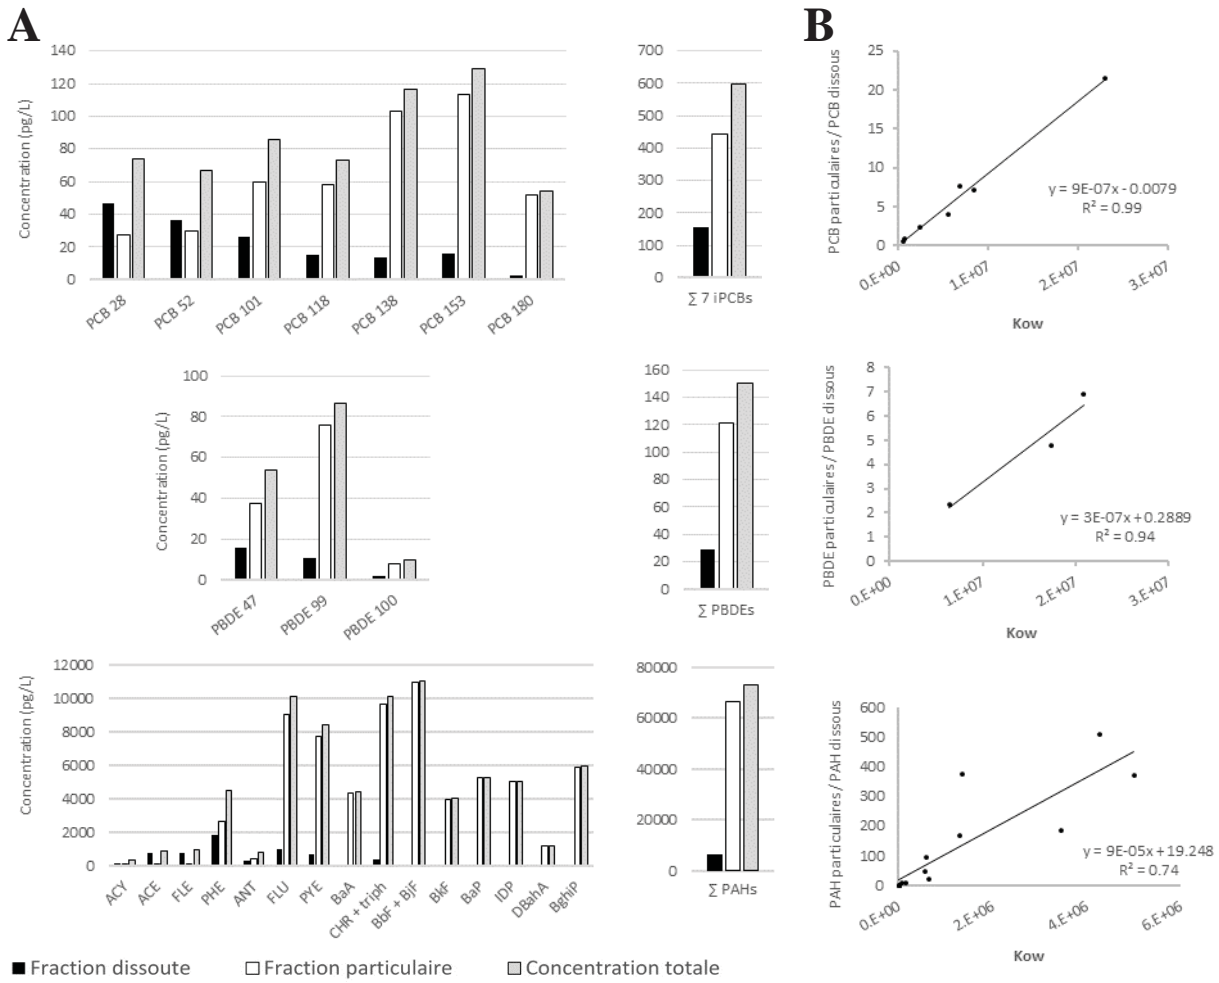 A
B
Concentration (pg/L)
140
120
100
80
60
40
20
0
PCB 28
PCB 52
PCB 101
PCB 118
PCB 138
PCB 153
PCB 180
700
600
500
400
300
200
100
0
∑ 7 iPCBs
PCB particulaires / PCB dissous
25
20
15
10
5
0
y = 9E-07x - 0.0079
R² = 0.99
0.E+00
1.E+07
2.E+07
3.E+07
Kow
Concentration (pg/L)
100
80
60
40
20
0
PBDE 47
PBDE 99
PBDE 100
160
140
120
100
80
60
40
20
0
∑ PBDEs
PBDE particulaires / PBDE dissous
8
7
6
5
4
3
2
1
0
y = 3E-07x + 0.2889
R² = 0.94
0.E+00
1.E+07
2.E+07
3.E+07
Kow
Concentration (pg/L)
12000
10000
8000
6000
4000
2000
0
ACY
ACE
FLE
PHE
ANT
FLU
PYE
BaA
CHR + triph
BbF + BjF
BkF
BaP
IDP
DBahA
BghiP
80000
60000
40000
20000
0
∑ PAHs
PAH particulaires / PAH dissous
600
500
400
300
200
100
0
y = 9E-05x + 19.248
R² = 0.74
0.E+00
2.E+06
4.E+06
6.E+06
Kow
Fraction dissoute
Fraction particulaire
Concentration totale